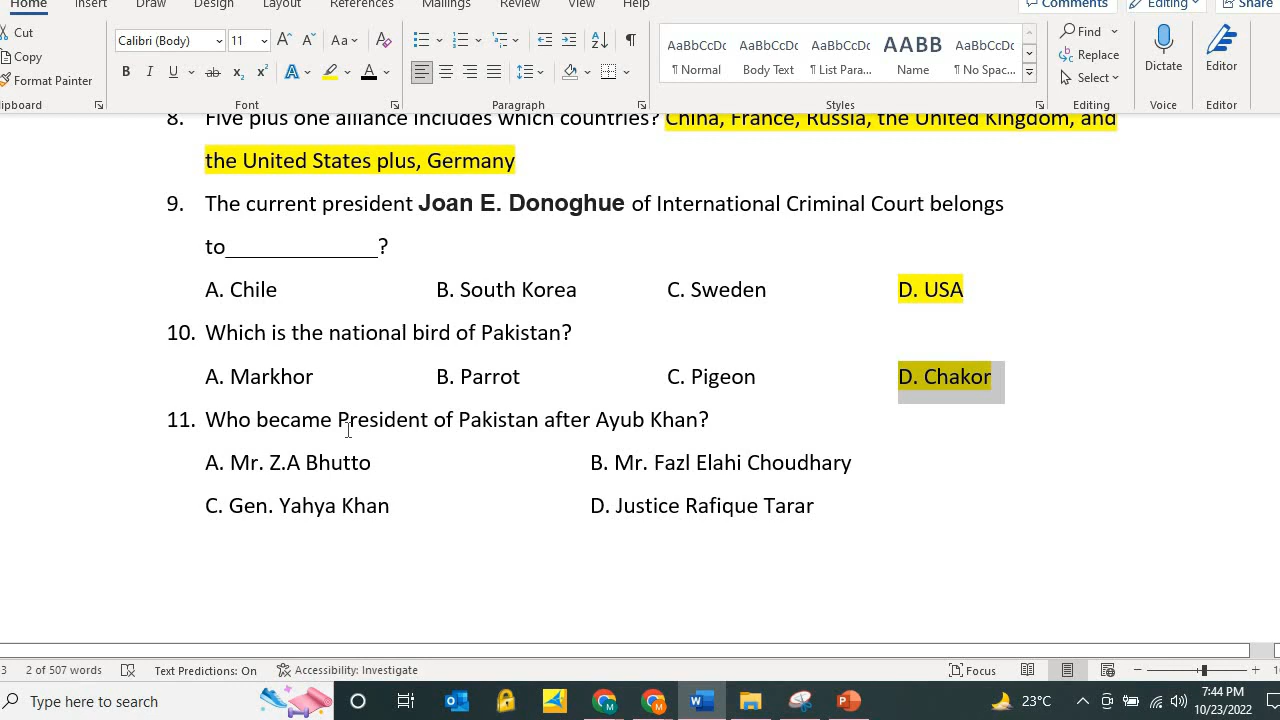 Home Insert Draw Design Layout References Mailings Review View Help Comments Editing Share
Cut
Copy
Format Painter
Calibri (Body) 11
Aa
B I U ab x₂ x² A A
AaBbCcDc AaBbCcDc AaBbCcDc AABB AaBbCcDc
¶ Normal Body Text ¶ List Para... Name ¶ No Spac...
Find
Replace
Select
Dictate
Editor
lipboard Font Paragraph Styles Editing Voice Editor
8. Five plus one alliance includes which countries? China, France, Russia, the United Kingdom, and
the United States plus, Germany
9. The current president Joan E. Donoghue of International Criminal Court belongs
to______________?
A. Chile B. South Korea C. Sweden D. USA
10. Which is the national bird of Pakistan?
A. Markhor B. Parrot C. Pigeon D. Chakor
11. Who became President of Pakistan after Ayub Khan?
A. Mr. Z.A Bhutto B. Mr. Fazl Elahi Choudhary
C. Gen. Yahya Khan D. Justice Rafique Tarar
3 2 of 507 words Text Predictions: On Accessibility: Investigate Focus
Type here to search 23°C 7:44 PM
10/23/2022